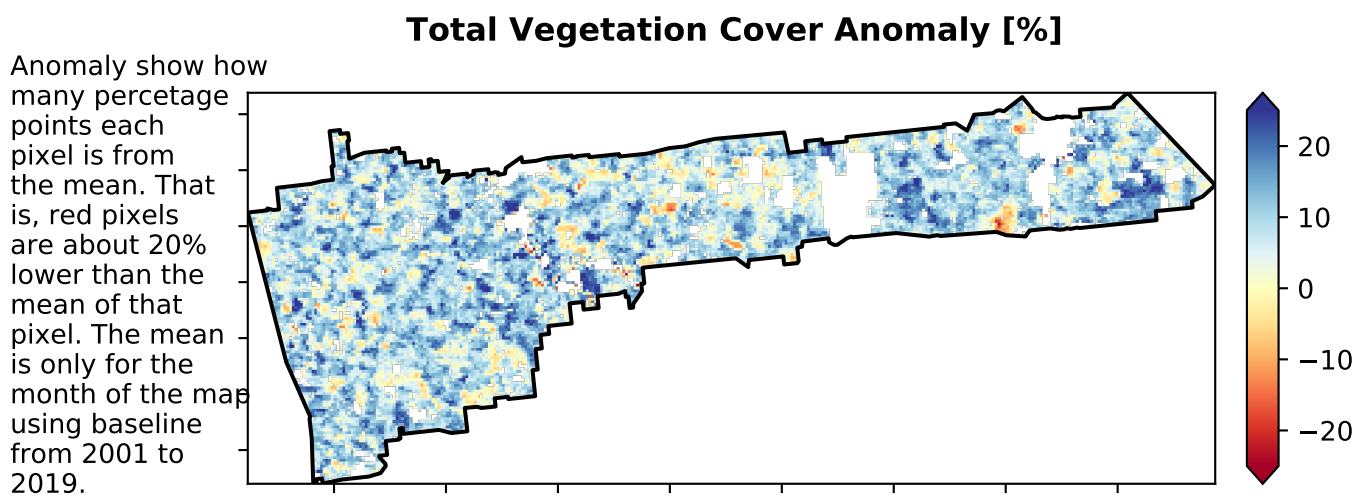 Total Vegetation Cover Anomaly [%]
Anomaly show how
many percetage
points each
pixel is from
the mean. That
is, red pixels
are about 20%
lower than the
mean of that
pixel. The mean
is only for the
month of the map
using baseline
from 2001 to
2019.
20
10
0
−10
−20